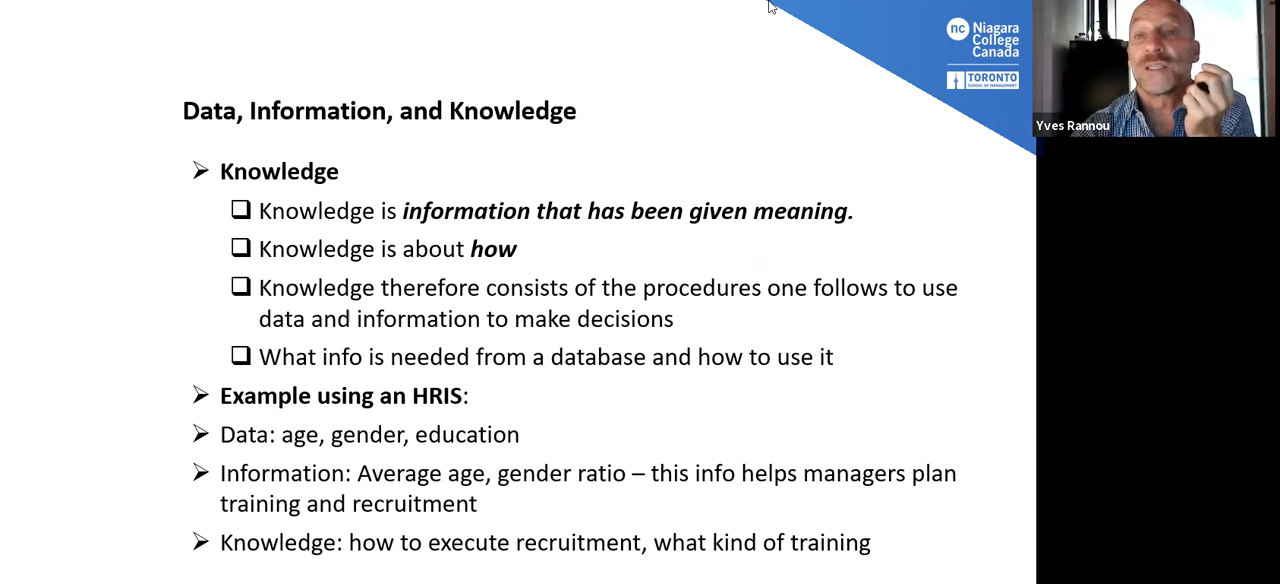 nc Niagara
College
Canada
TORONTO
SCHOOL OF MANAGEMENT
Yves Rannou
Data, Information, and Knowledge
➢ Knowledge
❑ Knowledge is information that has been given meaning.
❑ Knowledge is about how
❑ Knowledge therefore consists of the procedures one follows to use
data and information to make decisions
❑ What info is needed from a database and how to use it
➢ Example using an HRIS:
➢ Data: age, gender, education
➢ Information: Average age, gender ratio – this info helps managers plan
training and recruitment
➢ Knowledge: how to execute recruitment, what kind of training